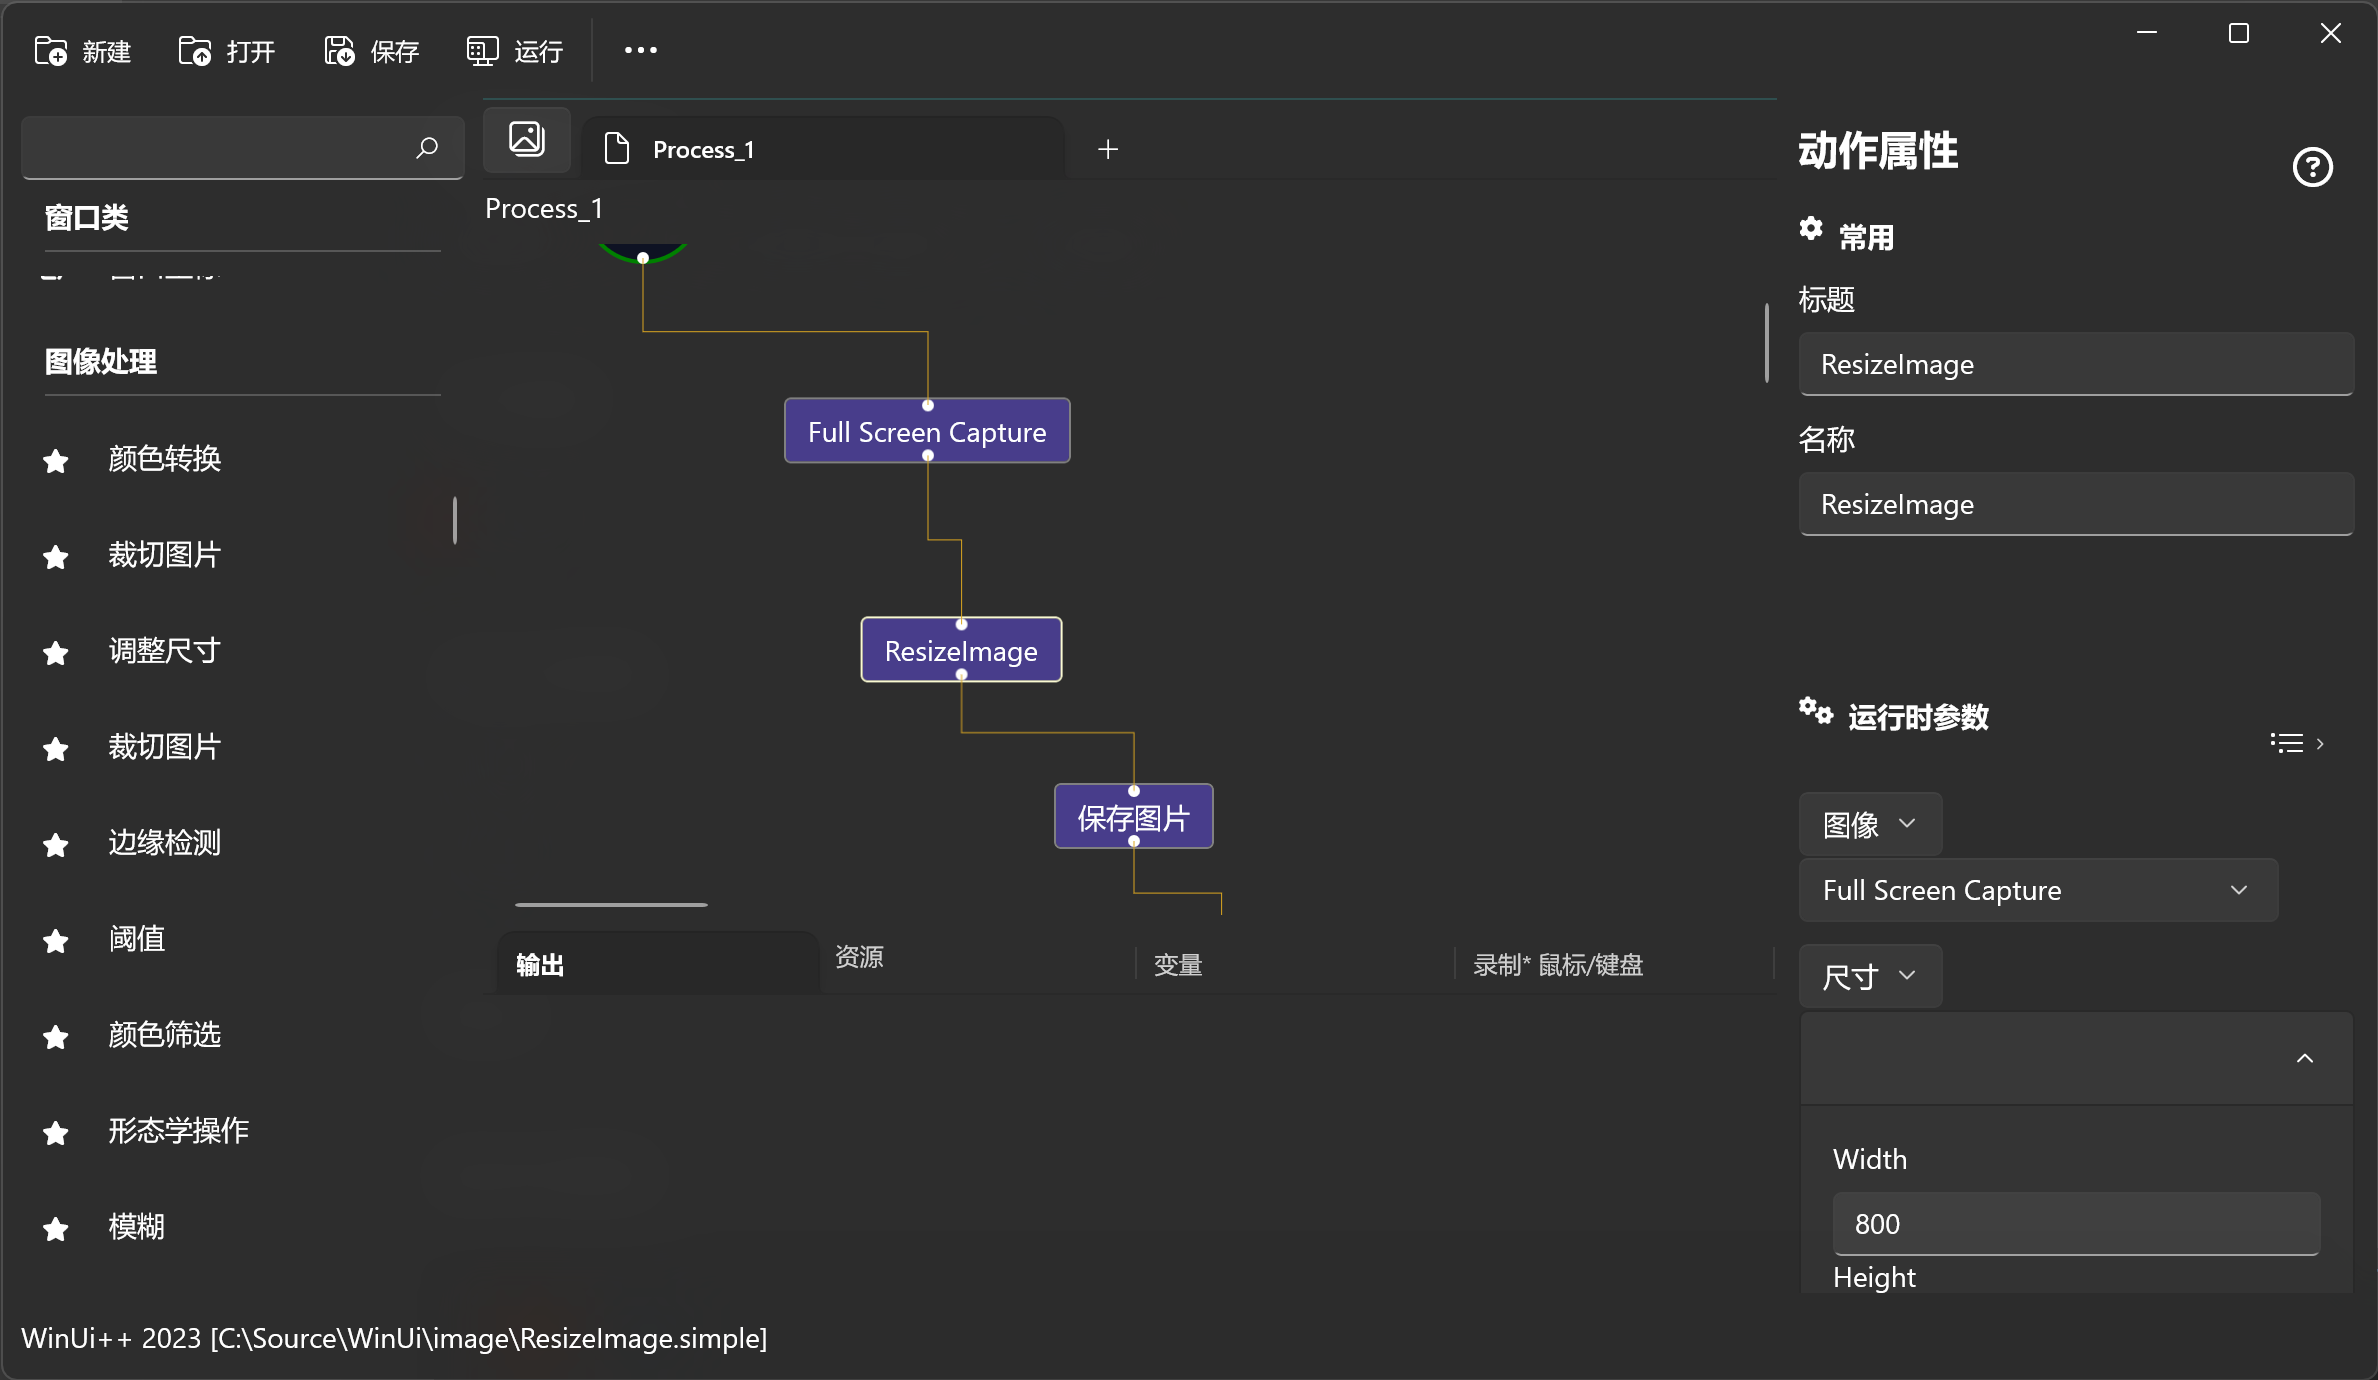 新建
打开
保存
运行
窗口类
图像处理
颜色转换
裁切图片
调整尺寸
裁切图片
边缘检测
阈值
颜色筛选
形态学操作
模糊
Process_1
Process_1
Full Screen Capture
ResizeImage
保存图片
输出
资源
变量
录制* 鼠标/键盘
动作属性
常用
标题
ResizeImage
名称
ResizeImage
运行时参数
图像
Full Screen Capture
尺寸
Width
800
Height
WinUi++ 2023 [C:\Source\WinUi\image\ResizeImage.simple]